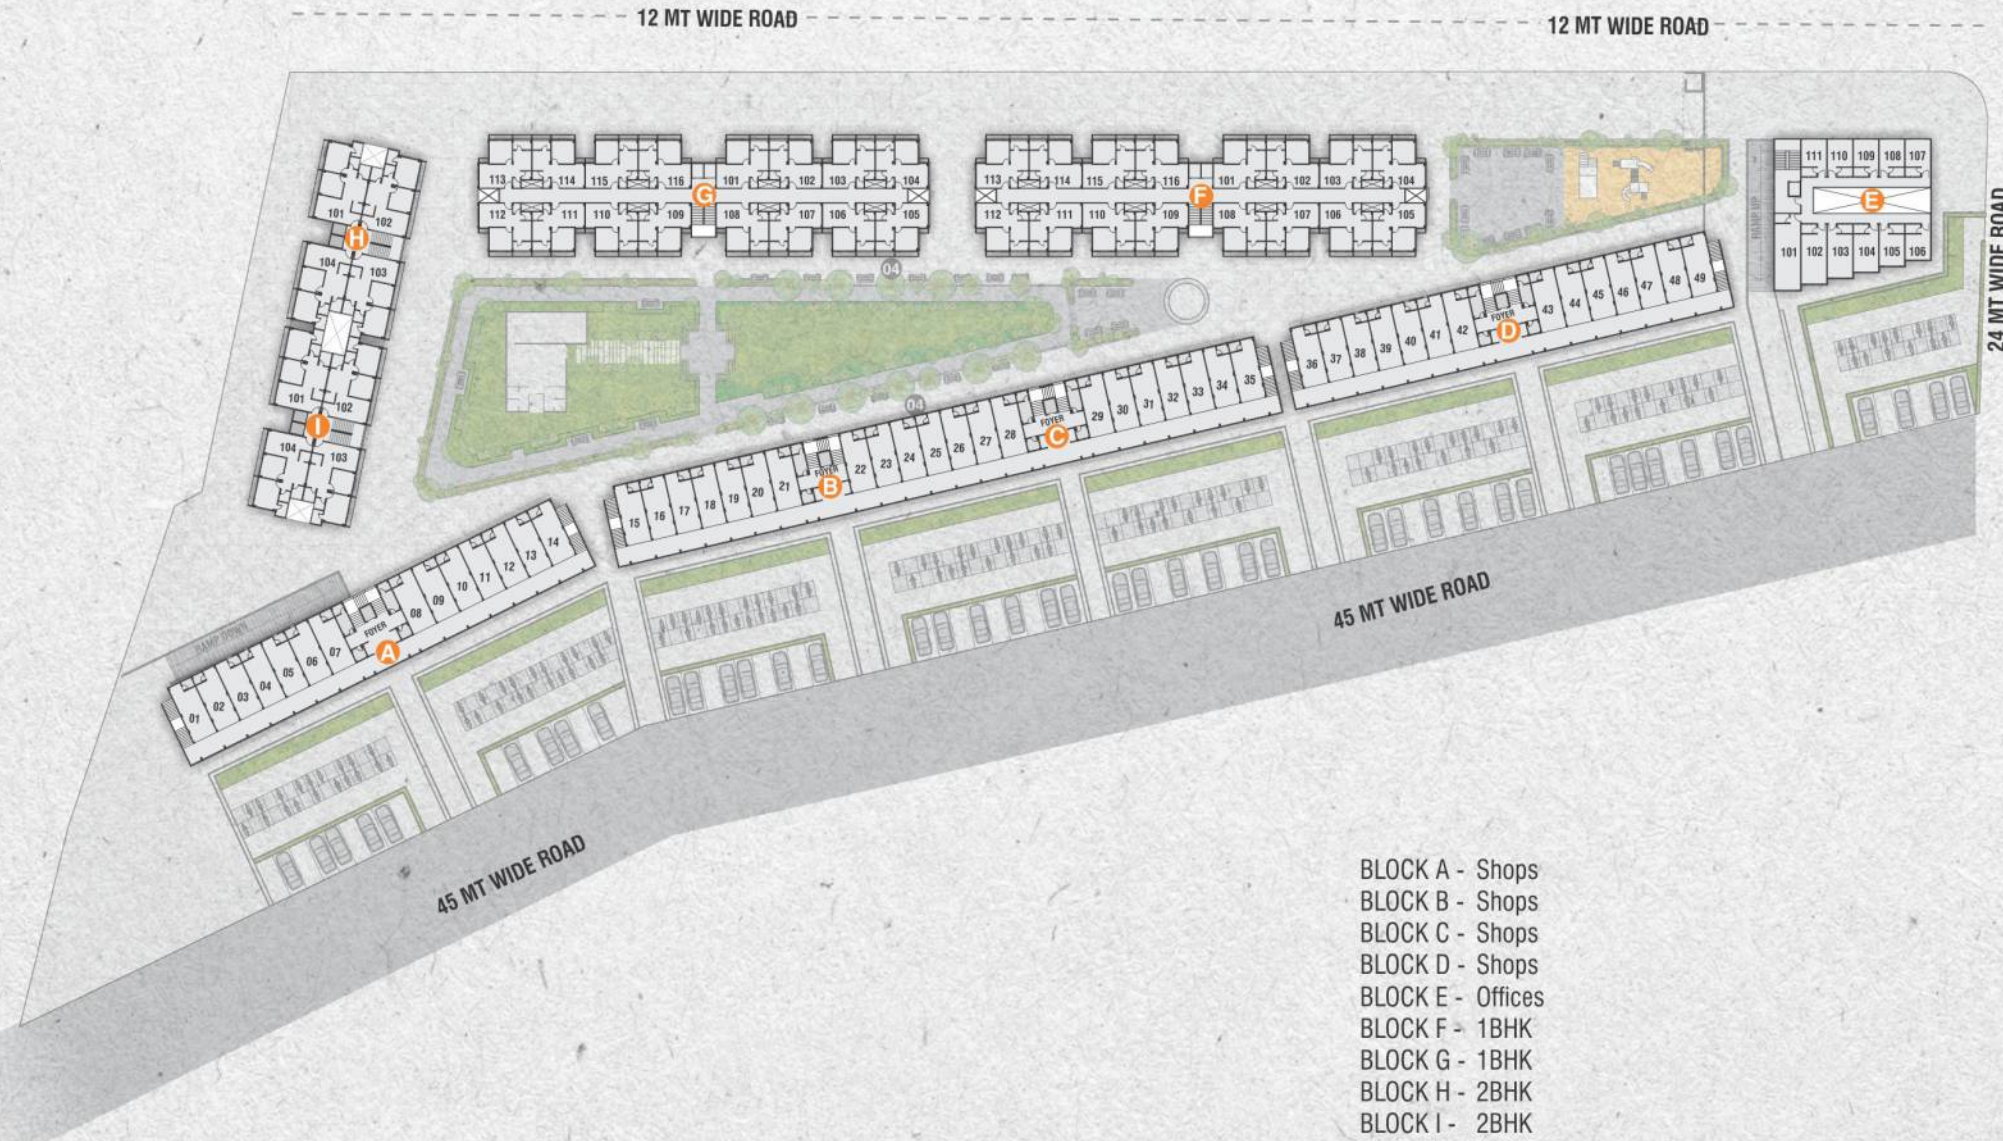 12 MT WIDE ROAD
12 MT WIDE ROAD
24 MT WIDE ROAD
113 114 115 116 G 101 102 103 104
112 111 110 109 108 107 106 105
113 114 115 116 F 101 102 103 104
112 111 110 109 108 107 106 105
RAMP UP
111 110 109 108 107
E
101 102 103 104 105 106
101 102
H
104 103
101 102
I
104 103
04
04
36 37 38 39 40 41 42 FOYER D 43 44 45 46 47 48 49
15 16 17 18 19 20 21 FOYER B 22 23 24 25 26 27 28 FOYER C 29 30 31 32 33 34 35
RAMP DOWN
01 02 03 04 05 06 07 FOYER A 08 09 10 11 12 13 14
45 MT WIDE ROAD
45 MT WIDE ROAD
BLOCK A - Shops
BLOCK B - Shops
BLOCK C - Shops
BLOCK D - Shops
BLOCK E - Offices
BLOCK F - 1BHK
BLOCK G - 1BHK
BLOCK H - 2BHK
BLOCK I - 2BHK